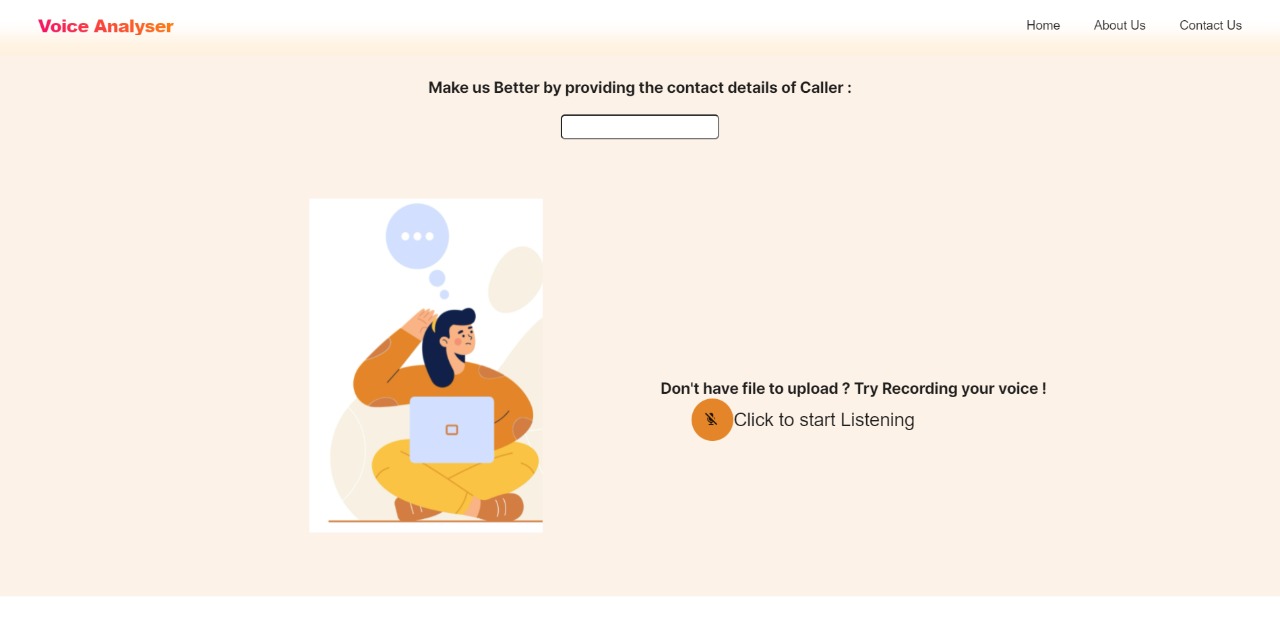 Voice Analyser
Home About Us Contact Us
Make us Better by providing the contact details of Caller :
Don't have file to upload ? Try Recording your voice !
Click to start Listening